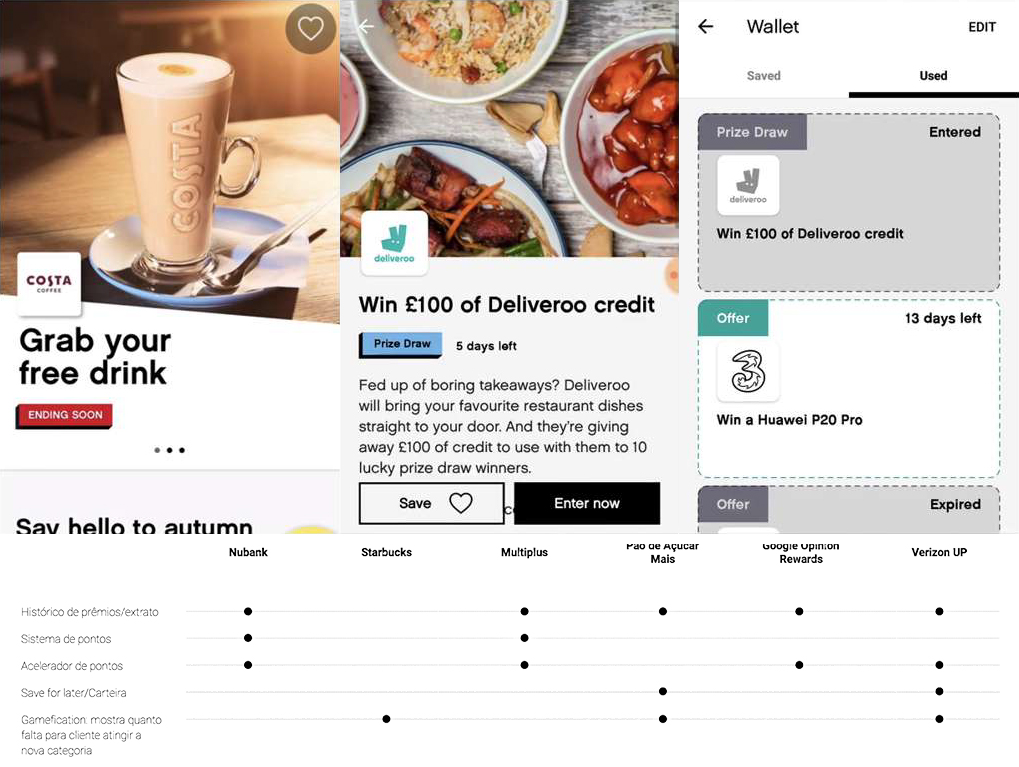 COSTA
COSTA
COFFEE
Grab your
free drink
ENDING SOON
Say hello to autumn
deliveroo
Win £100 of Deliveroo credit
Prize Draw
5 days left
Fed up of boring takeaways? Deliveroo
will bring your favourite restaurant dishes
straight to your door. And they're giving
away £100 of credit to use with them to 10
lucky prize draw winners.
Save
Enter now
Wallet
EDIT
Saved
Used
Prize Draw
Entered
deliveroo
Win £100 of Deliveroo credit
Offer
13 days left
3
Win a Huawei P20 Pro
Offer
Expired
Nubank
Starbucks
Multiplus
Pão de Açúcar
Mais
Google Opinion
Rewards
Verizon UP
Histórico de prêmios/extrato
Sistema de pontos
Acelerador de pontos
Save for later/Carteira
Gamefication: mostra quanto
falta para cliente atingir a
nova categoria